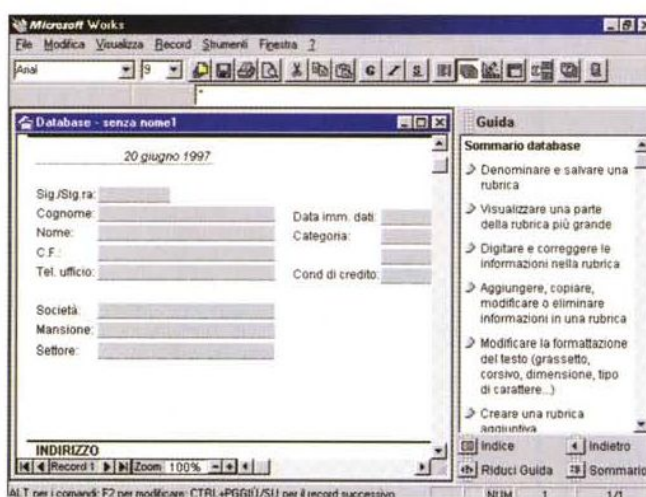 Microsoft Works
File Modifica Visualizza Record Strumenti Finestra ?
Arial 9 G I S
"
Database - senza nome1
20 giugno 1997
Sig./Sig.ra:
Cognome:
Nome:
C.F.:
Tel. ufficio:
Data imm. dati:
Categoria:
Cond di credito:
Società:
Mansione:
Settore:
INDIRIZZO
Record 1 Zoom 100%
Guida
Sommario database
Denominare e salvare una
rubrica
Visualizzare una parte
della rubrica più grande
Digitare e correggere le
informazioni nella rubrica
Aggiungere, copiare,
modificare o eliminare
informazioni in una rubrica
Modificare la formattazione
del testo (grassetto,
corsivo, dimensione, tipo
di carattere...)
Creare una rubrica
aggiuntiva
Indice Indietro
Riduci Guida Sommario
ALT per i comandi; F2 per modificare; CTRL+PGGIÙ/SU per il record successivo. NUM 1/1